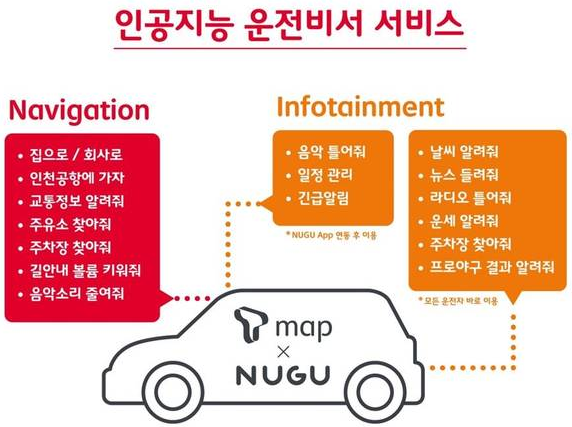 인공지능 운전비서 서비스
Navigation
• 집으로 / 회사로
• 인천공항에 가자
• 교통정보 알려줘
• 주유소 찾아줘
• 주차장 찾아줘
• 길안내 볼륨 키워줘
• 음악소리 줄여줘
Infotainment
• 음악 틀어줘
• 일정 관리
• 긴급알림
*NUGU App 연동 후 이용
• 날씨 알려줘
• 뉴스 들려줘
• 라디오 틀어줘
• 운세 알려줘
• 주차장 찾아줘
• 프로야구 결과 알려줘
*모든 운전자 바로 이용
T map
×
NUGU